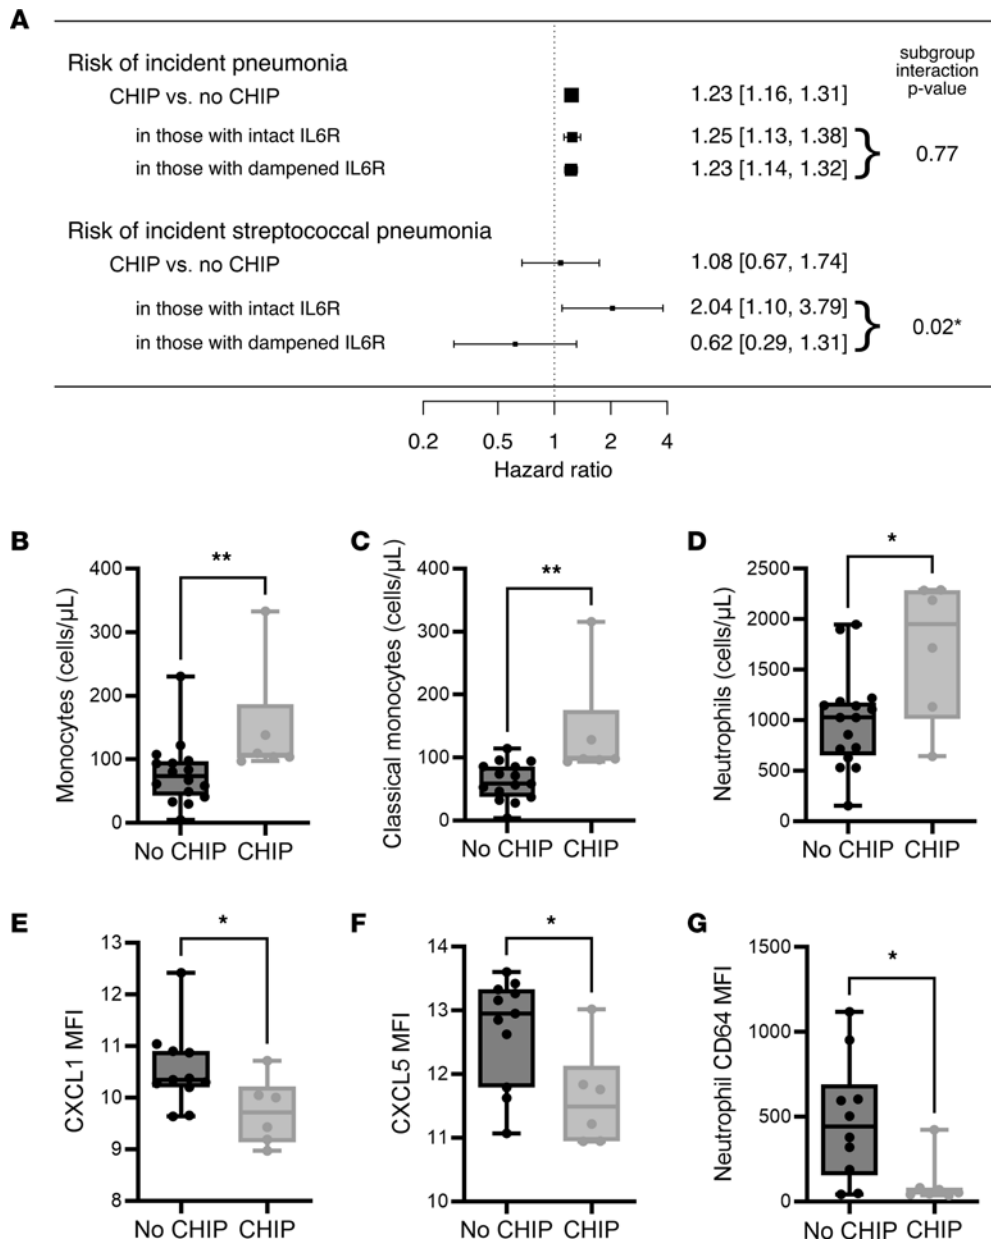 A
subgroup
interaction
p-value
Risk of incident pneumonia
CHIP vs. no CHIP 1.23 [1.16, 1.31]
in those with intact IL6R 1.25 [1.13, 1.38]
in those with dampened IL6R 1.23 [1.14, 1.32]
} 0.77
Risk of incident streptococcal pneumonia
CHIP vs. no CHIP 1.08 [0.67, 1.74]
in those with intact IL6R 2.04 [1.10, 3.79]
in those with dampened IL6R 0.62 [0.29, 1.31]
} 0.02*
0.2 0.5 1 2 4
Hazard ratio
B
**
Monocytes (cells/µL)
400
300
200
100
0
No CHIP CHIP
C
**
Classical monocytes (cells/µL)
400
300
200
100
0
No CHIP CHIP
D
*
Neutrophils (cells/µL)
2500
2000
1500
1000
500
0
No CHIP CHIP
E
*
CXCL1 MFI
13
12
11
10
9
8
No CHIP CHIP
F
*
CXCL5 MFI
14
13
12
11
10
No CHIP CHIP
G
*
Neutrophil CD64 MFI
1500
1000
500
0
No CHIP CHIP